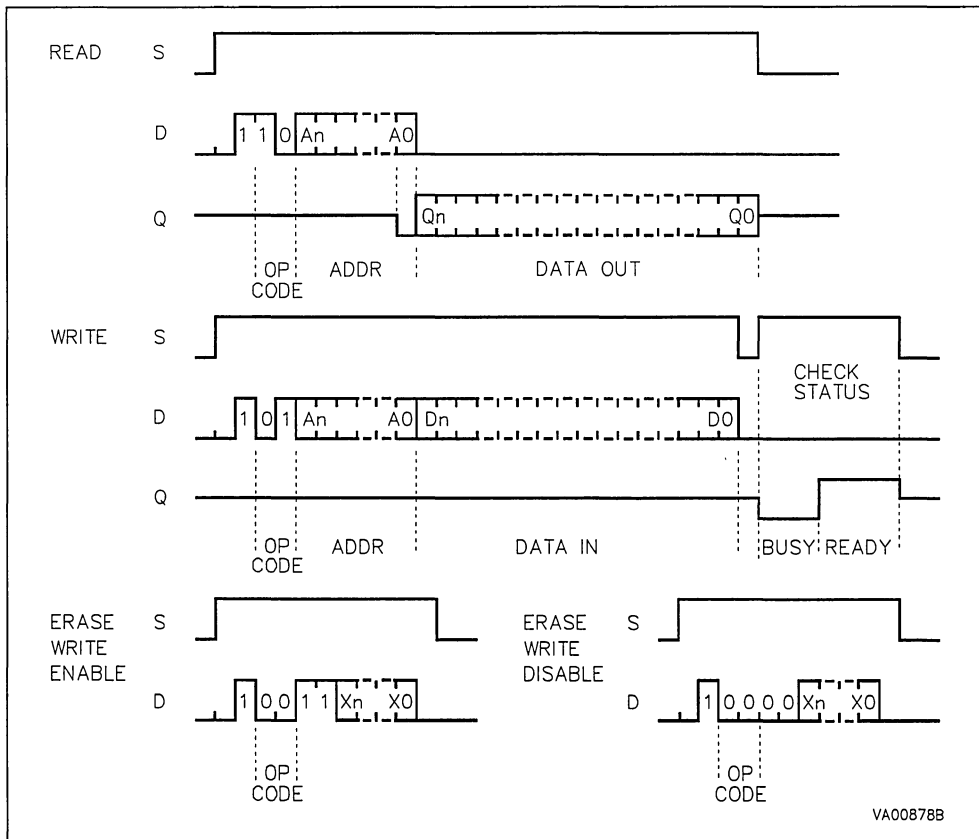 READ S
D 1 1 0 An A0
Q Qn Q0
OP CODE ADDR DATA OUT
WRITE S
CHECK STATUS
D 1 0 1 An A0 Dn D0
Q
OP CODE ADDR DATA IN BUSY READY
ERASE WRITE ENABLE S
D 1 0 0 1 1 Xn X0
OP CODE
ERASE WRITE DISABLE S
D 1 0 0 0 0 Xn X0
OP CODE
VA00878B